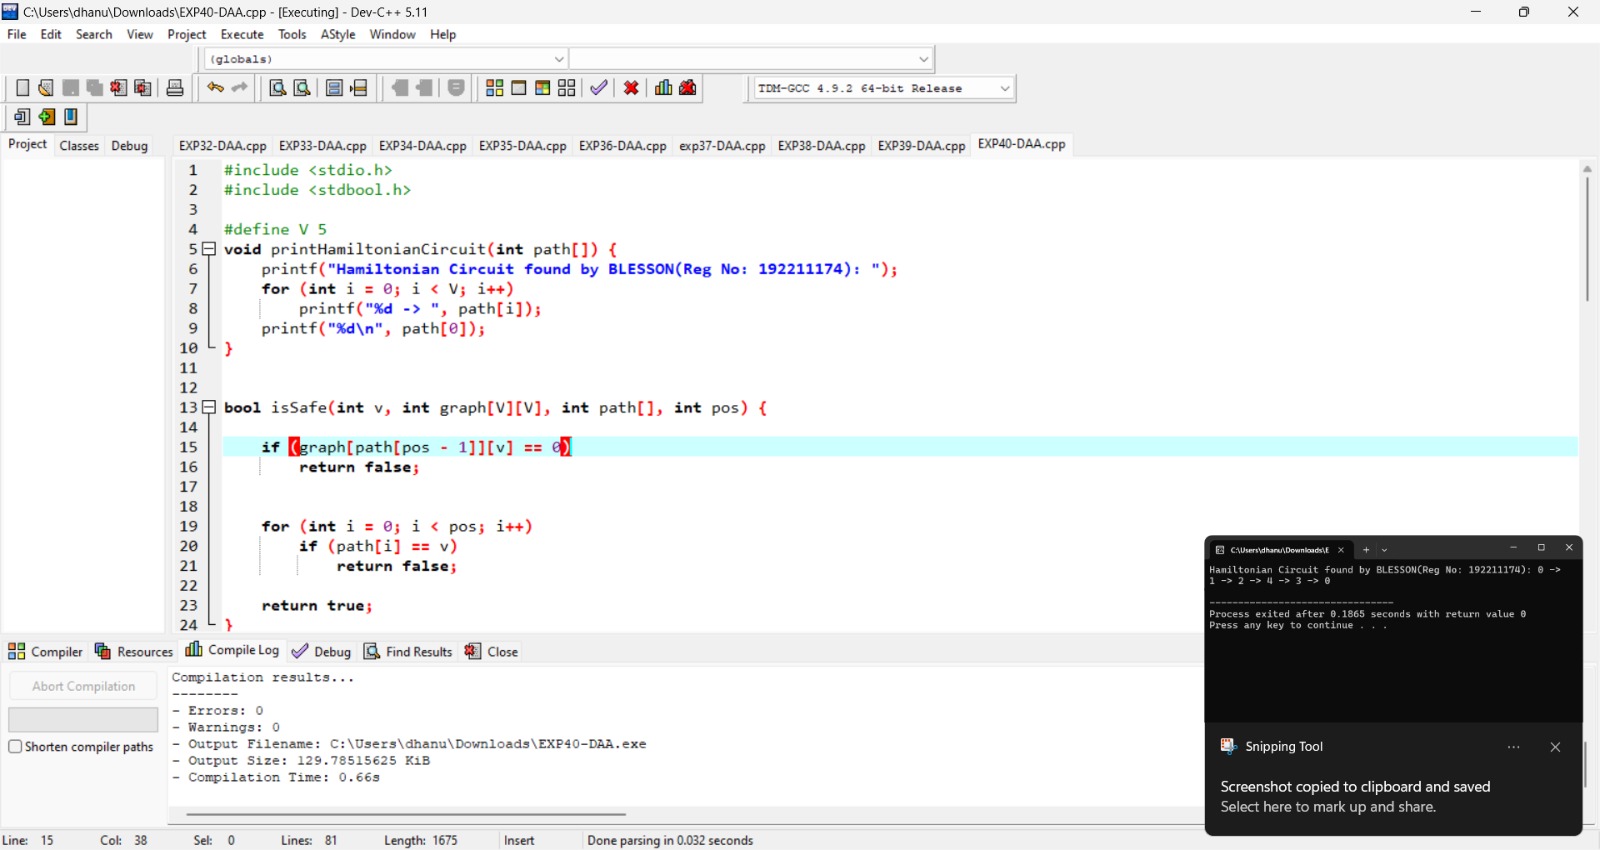 C:\Users\dhanu\Downloads\EXP40-DAA.cpp - [Executing] - Dev-C++ 5.11
File Edit Search View Project Execute Tools AStyle Window Help
(globals)
TDM-GCC 4.9.2 64-bit Release
Project Classes Debug
EXP32-DAA.cpp EXP33-DAA.cpp EXP34-DAA.cpp EXP35-DAA.cpp EXP36-DAA.cpp exp37-DAA.cpp EXP38-DAA.cpp EXP39-DAA.cpp EXP40-DAA.cpp
1 #include <stdio.h>
2 #include <stdbool.h>
3
4 #define V 5
5 void printHamiltonianCircuit(int path[]) {
6 printf("Hamiltonian Circuit found by BLESSON(Reg No: 192211174): ");
7 for (int i = 0; i < V; i++)
8 printf("%d -> ", path[i]);
9 printf("%d\n", path[0]);
10 }
11
12
13 bool isSafe(int v, int graph[V][V], int path[], int pos) {
14
15 if (graph[path[pos - 1]][v] == 0)
16 return false;
17
18
19 for (int i = 0; i < pos; i++)
20 if (path[i] == v)
21 return false;
22
23 return true;
24 }
Compiler Resources Compile Log Debug Find Results Close
Abort Compilation
Shorten compiler paths
Compilation results...
--------
- Errors: 0
- Warnings: 0
- Output Filename: C:\Users\dhanu\Downloads\EXP40-DAA.exe
- Output Size: 129.78515625 KiB
- Compilation Time: 0.66s
C:\Users\dhanu\Downloads\E
Hamiltonian Circuit found by BLESSON(Reg No: 192211174): 0 ->
1 -> 2 -> 4 -> 3 -> 0
--------------------------------
Process exited after 0.1865 seconds with return value 0
Press any key to continue . . .
Snipping Tool
Screenshot copied to clipboard and saved
Select here to mark up and share.
Line: 15 Col: 38 Sel: 0 Lines: 81 Length: 1675 Insert Done parsing in 0.032 seconds